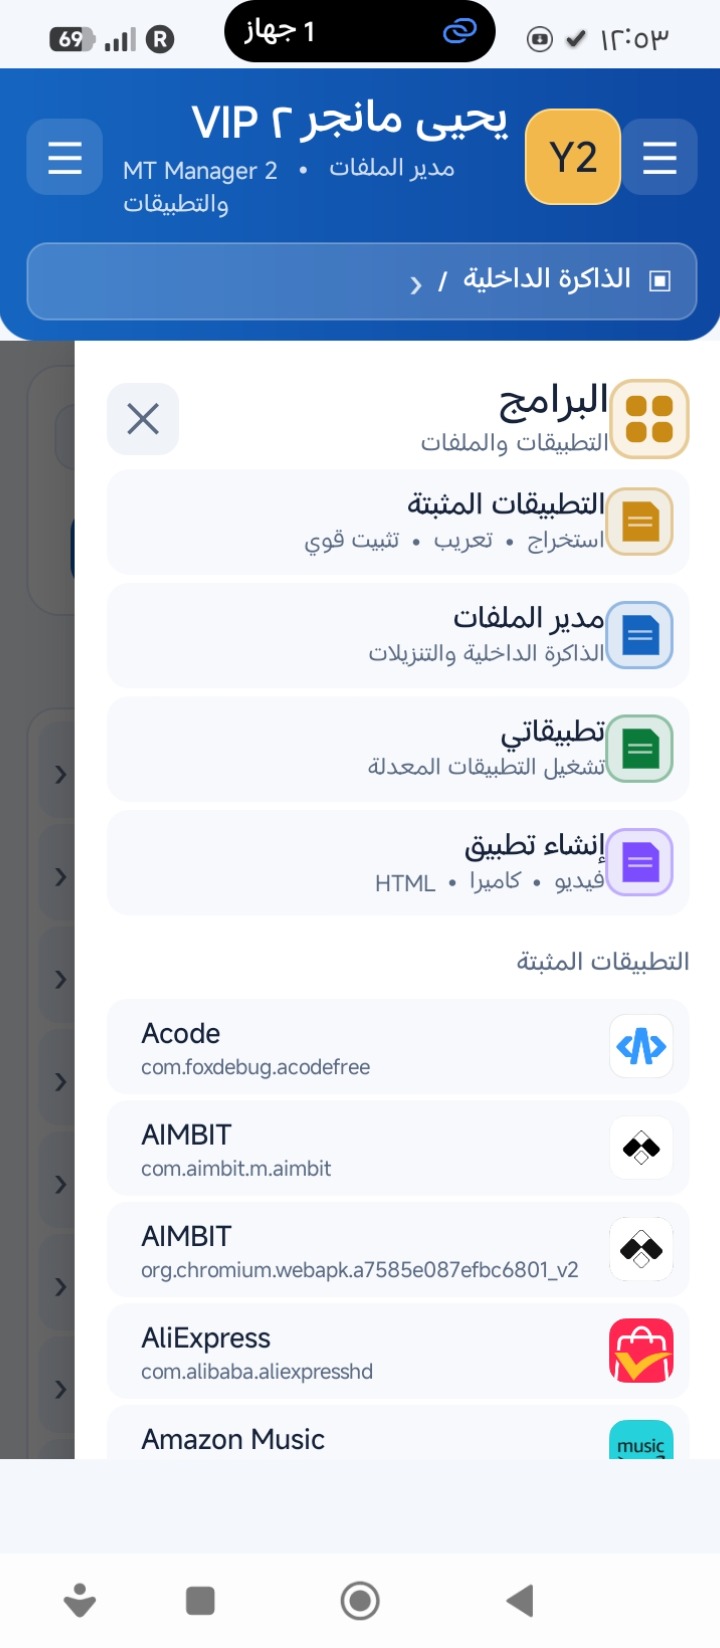 69
R
1 جهاز
١٢:٥٣
يحيى مانجر ٢ VIP
Y2
مدير الملفات • MT Manager 2
والتطبيقات
الذاكرة الداخلية / ‹
البرامج
التطبيقات والملفات
التطبيقات المثبتة
استخراج • تعريب • تثبيت قوي
مدير الملفات
الذاكرة الداخلية والتنزيلات
تطبيقاتي
تشغيل التطبيقات المعدلة
إنشاء تطبيق
فيديو • كاميرا • HTML
التطبيقات المثبتة
Acode
com.foxdebug.acodefree
AIMBIT
com.aimbit.m.aimbit
AIMBIT
org.chromium.webapk.a7585e087efbc6801_v2
AliExpress
com.alibaba.aliexpresshd
Amazon Music
music